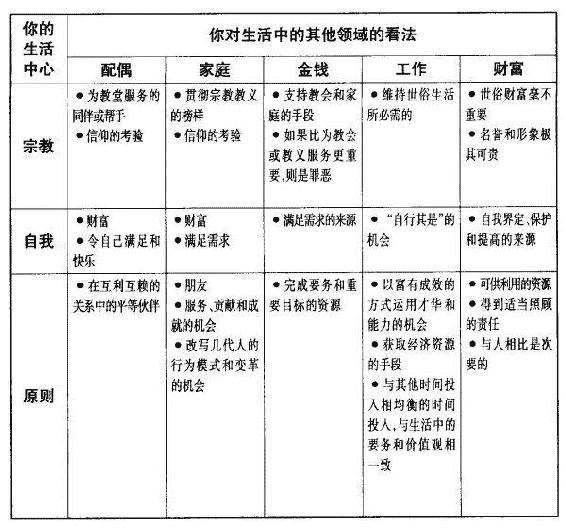 你的
生活
中心
你对生活中的其他领域的看法
配偶
家庭
金钱
工作
财富
宗教
● 为教堂服务的
同伴或帮手
● 信仰的考验
● 贯彻宗教教义
的榜样
● 信仰的考验
● 支持教会和家
庭的手段
● 如果比为教会
或教义服务更重
要,则是罪恶
● 维持世俗生活
所必需的
● 世俗财富毫不
重要
● 名誉和形象极
其可贵
自我
● 财富
● 令自己满足和
快乐
● 财富
● 满足需求
● 满足需求的来源
● “自行其是”的
机会
● 自我界定、保护
和提高的来源
原则
● 在互利互赖的
关系中的平等伙伴
● 朋友
● 服务、贡献和成
就的机会
● 改写几代人的
行为模式和变革
的机会
● 完成要务和重
要目标的资源
● 以富有成效的
方式运用才华和
能力的机会
● 获取经济资源
的手段
● 与其他时间投
入相均衡的时间
投入,与生活中的
要务和价值观相
一致
● 可供利用的资源
● 得到适当照顾
的责任
● 与人相比是次
要的